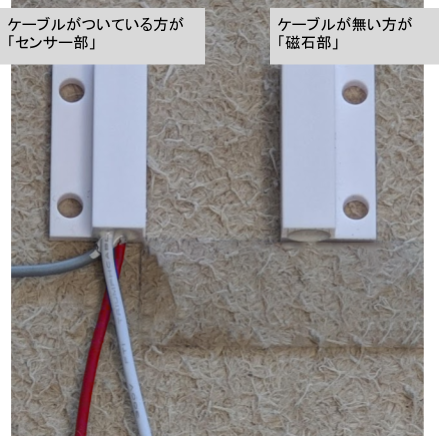 ケーブルがついている方が
「センサー部」
ケーブルが無い方が
「磁石部」